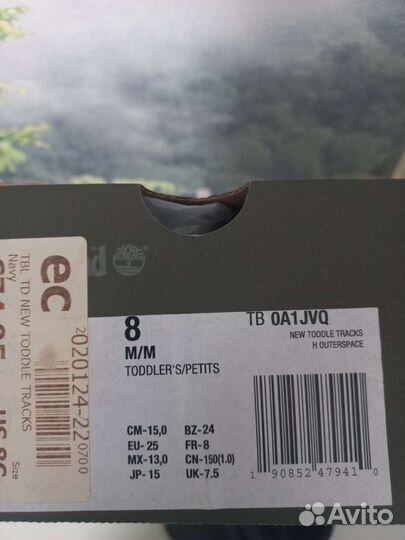 ec
TBL TD NEW TODDLE TRACKS
Navy
2020124-220700
Size
8
M/M
TODDLER'S/PETITS
TB 0A1JVQ
NEW TODDLE TRACKS
H OUTERSPACE
CM-15,0 BZ-24
EU-25 FR-8
MX-13,0 CN-150(1.0)
JP-15 UK-7.5
1 90852 47941 0
Avito